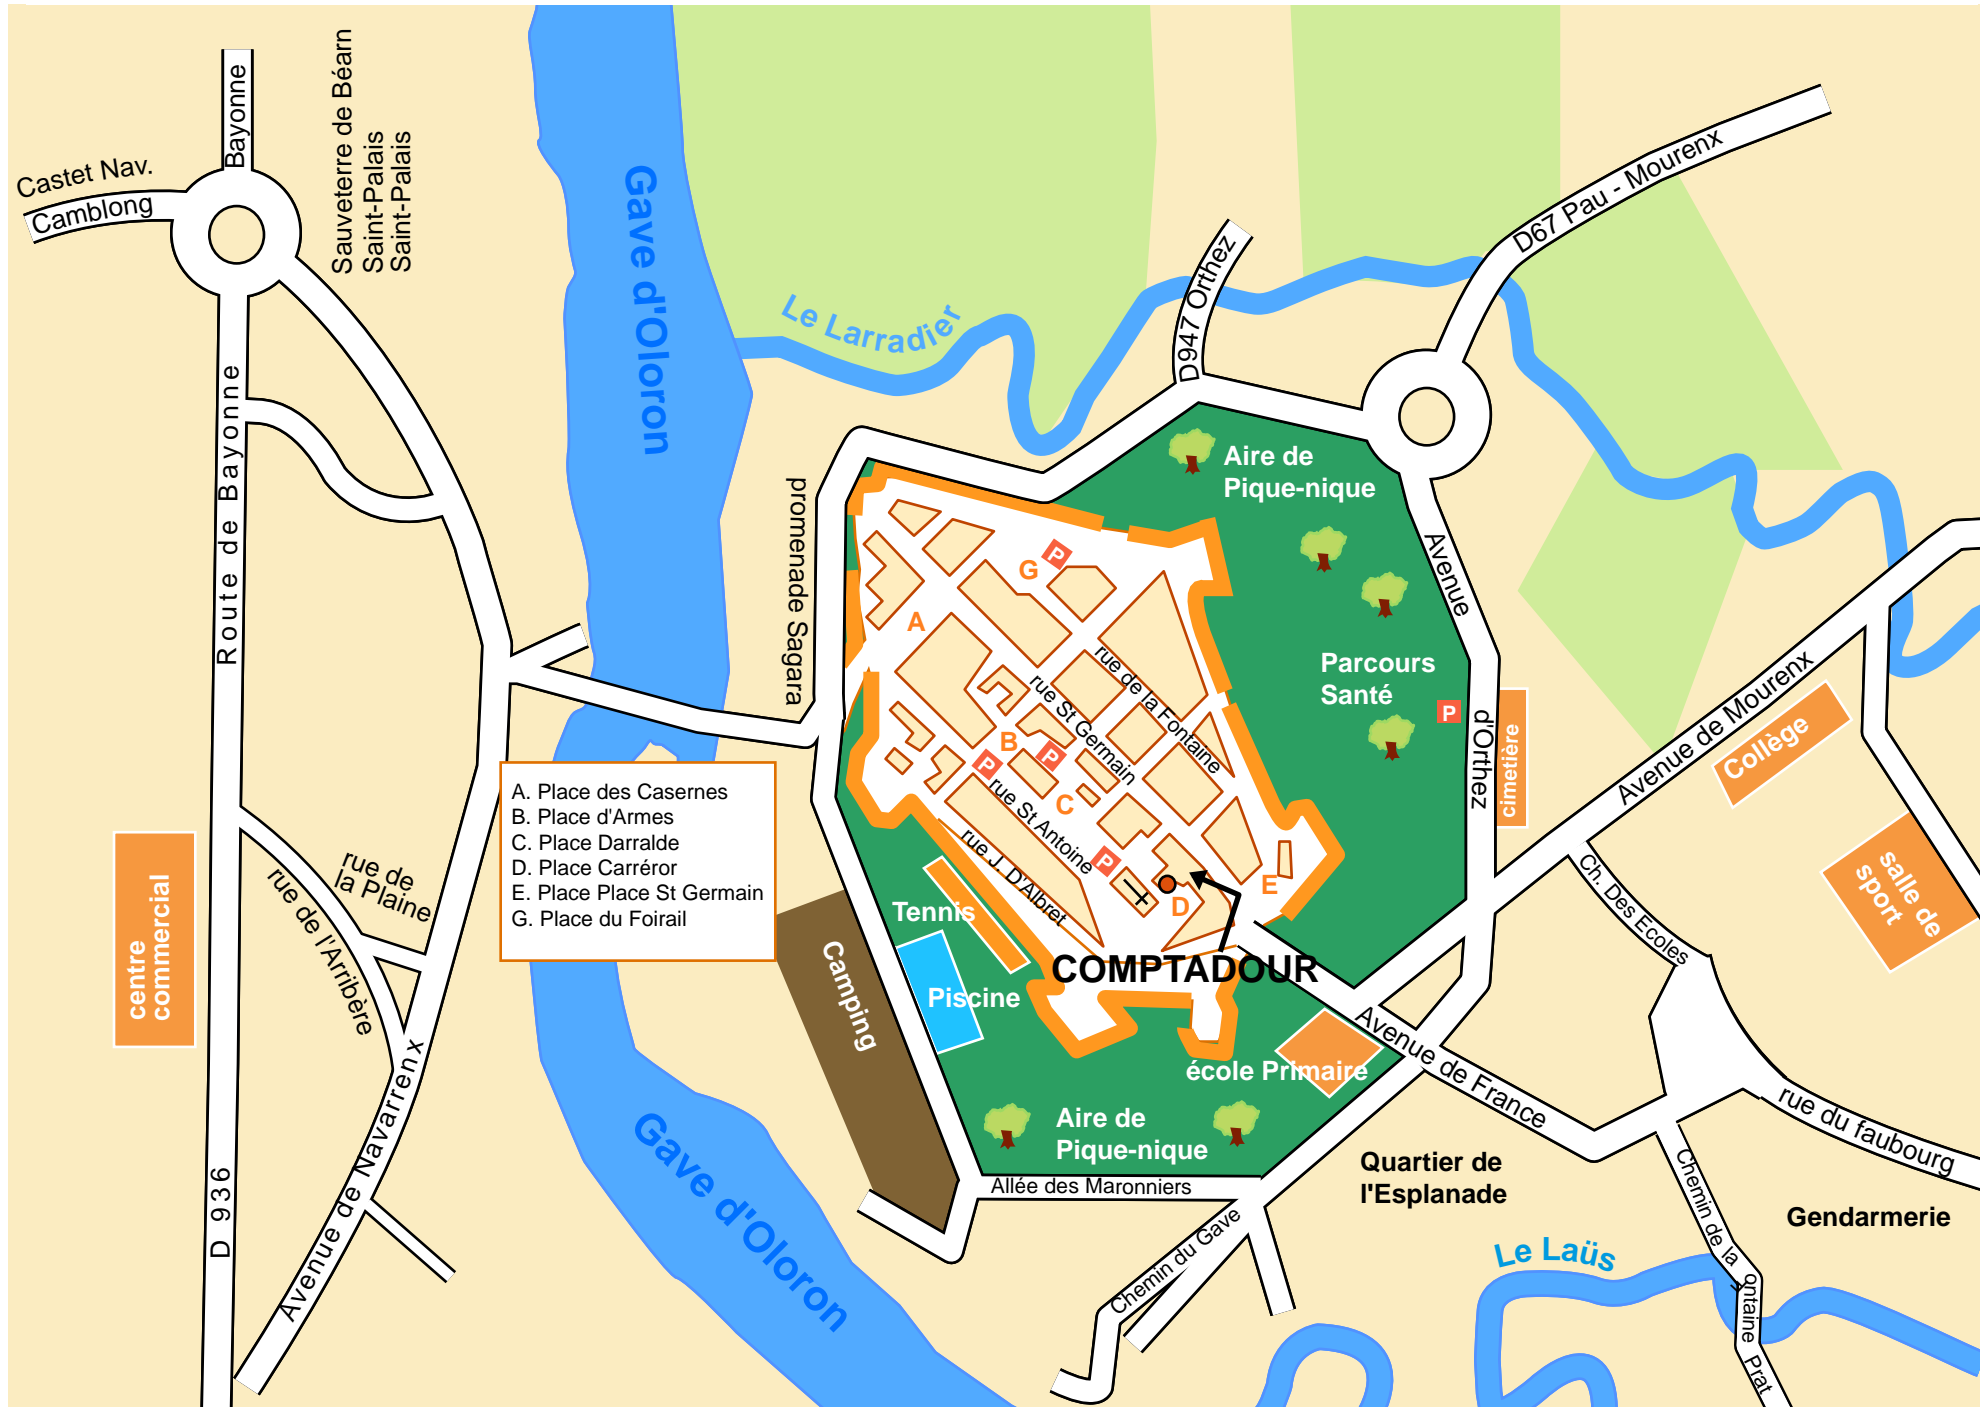 Bayonne
Castet Nav.
Camblong
Sauveterre de Béarn
Saint-Palais
Saint-Palais
Route de Bayonne
D 936
centre
commercial
rue de
la Plaine
rue de l'Arribère
Avenue de Navarrenx
Gave d'Oloron
Le Larradier
D947 Orthez
D67 Pau - Mourenx
promenade Sagara
Aire de
Pique-nique
Parcours
Santé
P
Avenue
d'Orthez
cimetière
Avenue de Mourenx
Collège
salle de
sport
Ch. Des Ecoles
A
G
P
B
P
P
C
P
D
E
rue de la Fontaine
rue St Germain
rue St Antoine
rue J. D'Albret
A. Place des Casernes
B. Place d'Armes
C. Place Darralde
D. Place Carréror
E. Place Place St Germain
G. Place du Foirail
Tennis
Piscine
Camping
COMPTADOUR
école Primaire
Avenue de France
Aire de
Pique-nique
Allée des Maronniers
Gave d'Oloron
Chemin du Gave
Quartier de
l'Esplanade
rue du faubourg
Gendarmerie
Le Laüs
Chemin de la
ontaine
Prat